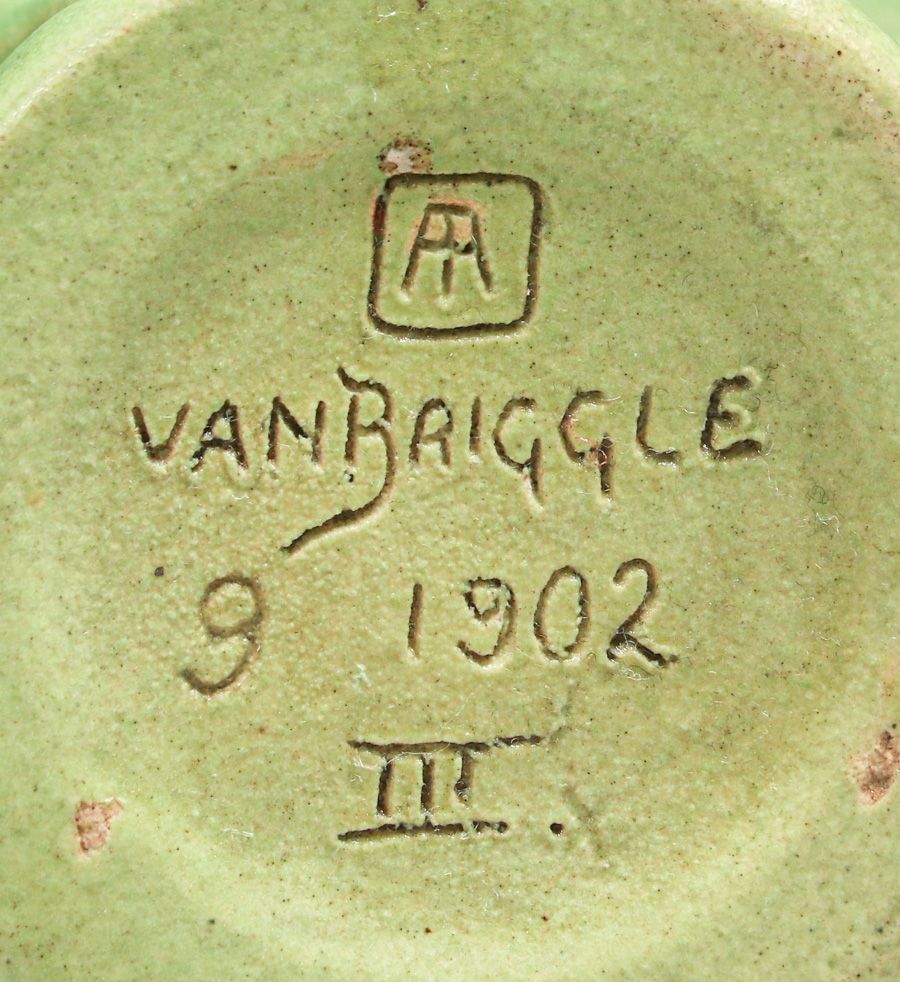 AA
VANBRIGGLE
9 1902
III.